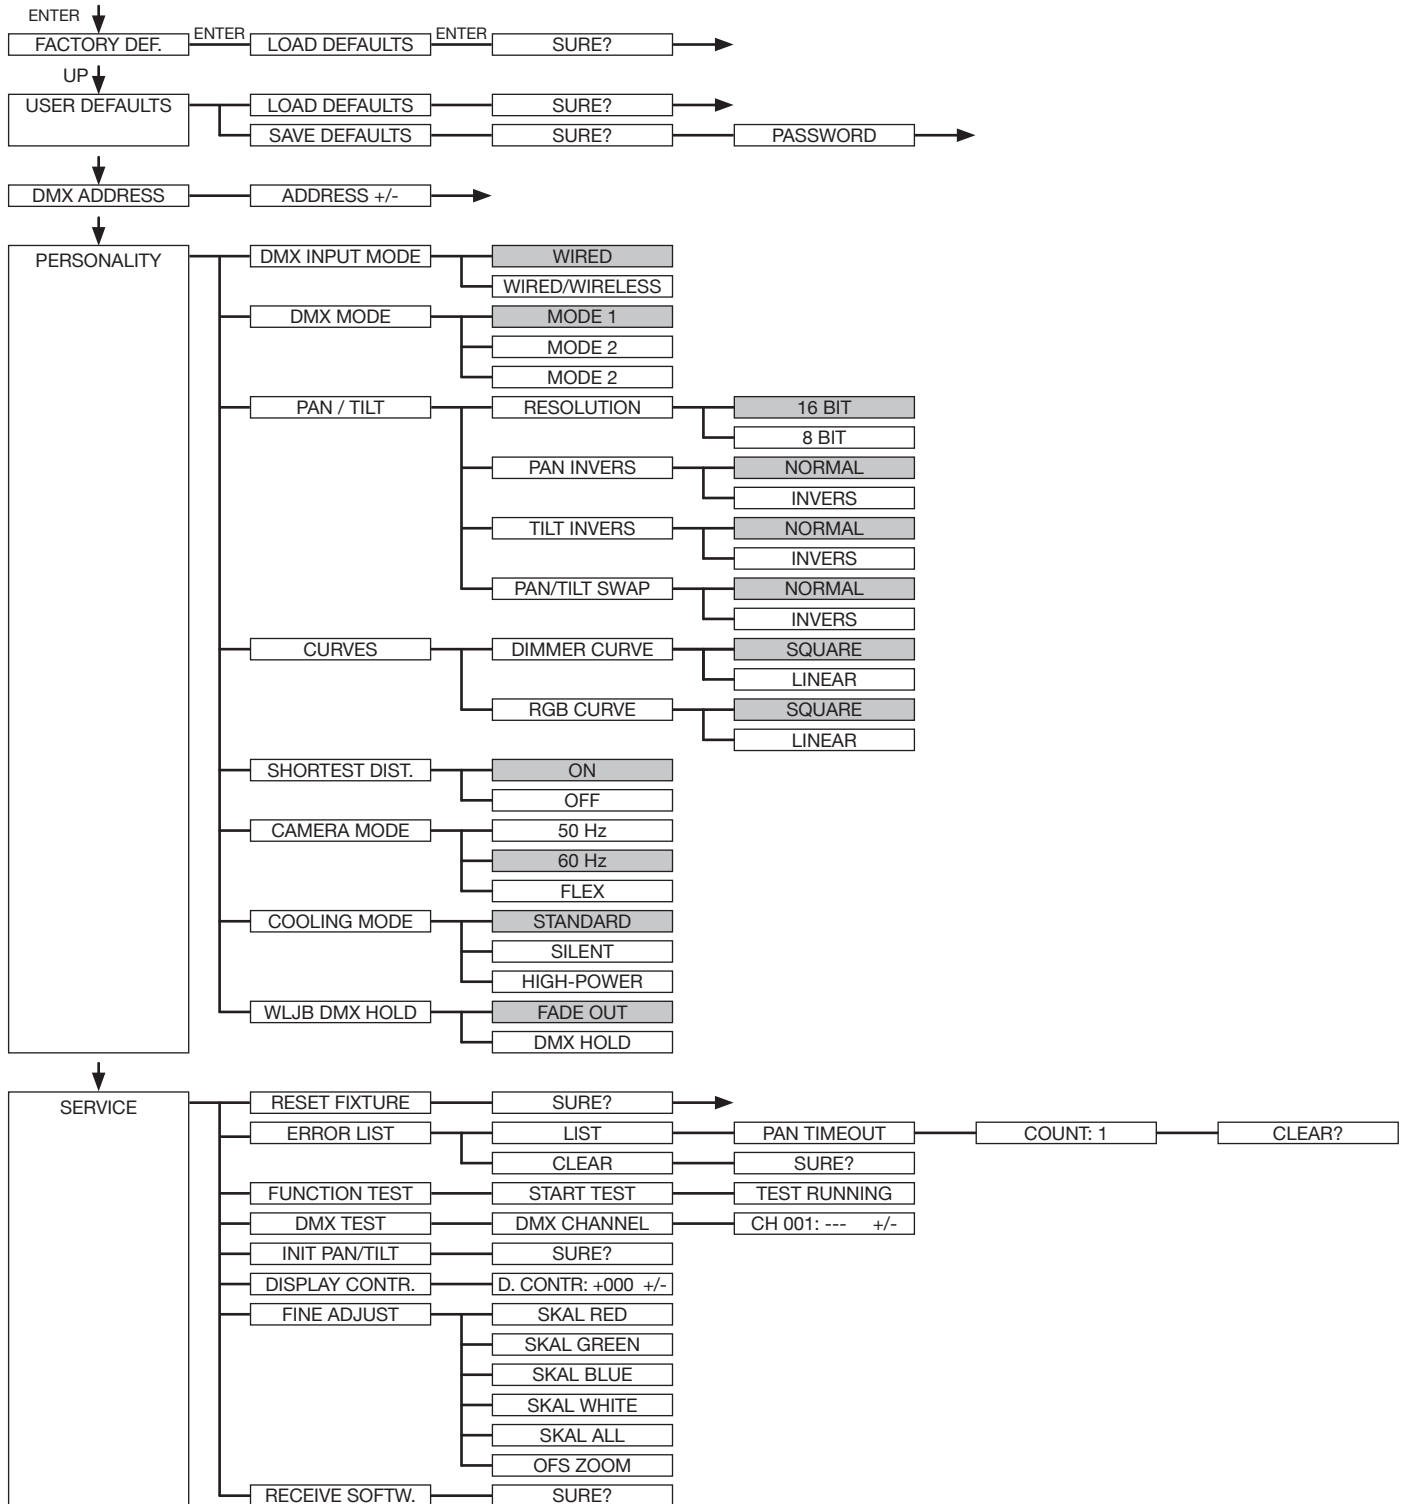 ENTER
FACTORY DEF. ENTER LOAD DEFAULTS ENTER SURE?
UP
USER DEFAULTS LOAD DEFAULTS SURE?
SAVE DEFAULTS SURE? PASSWORD
DMX ADDRESS ADDRESS +/-
PERSONALITY DMX INPUT MODE WIRED
WIRED/WIRELESS
DMX MODE MODE 1
MODE 2
MODE 2
PAN / TILT RESOLUTION 16 BIT
8 BIT
PAN INVERS NORMAL
INVERS
TILT INVERS NORMAL
INVERS
PAN/TILT SWAP NORMAL
INVERS
CURVES DIMMER CURVE SQUARE
LINEAR
RGB CURVE SQUARE
LINEAR
SHORTEST DIST. ON
OFF
CAMERA MODE 50 Hz
60 Hz
FLEX
COOLING MODE STANDARD
SILENT
HIGH-POWER
WLJB DMX HOLD FADE OUT
DMX HOLD
SERVICE RESET FIXTURE SURE?
ERROR LIST LIST PAN TIMEOUT COUNT: 1 CLEAR?
CLEAR SURE?
FUNCTION TEST START TEST TEST RUNNING
DMX TEST DMX CHANNEL CH 001: --- +/-
INIT PAN/TILT SURE?
DISPLAY CONTR. D. CONTR: +000 +/-
FINE ADJUST SKAL RED
SKAL GREEN
SKAL BLUE
SKAL WHITE
SKAL ALL
OFS ZOOM
RECEIVE SOFTW. SURE?